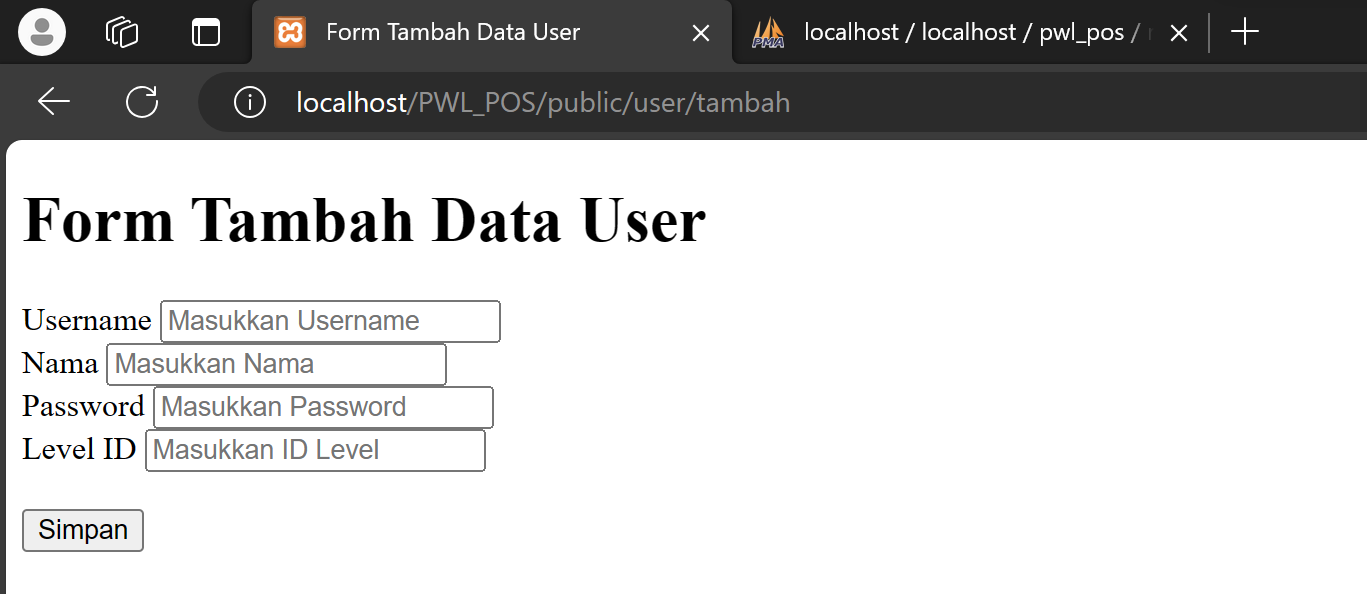 Form Tambah Data User
PMA
localhost / localhost / pwl_pos /
localhost/PWL_POS/public/user/tambah
Form Tambah Data User
Username Masukkan Username
Nama Masukkan Nama
Password Masukkan Password
Level ID Masukkan ID Level
Simpan